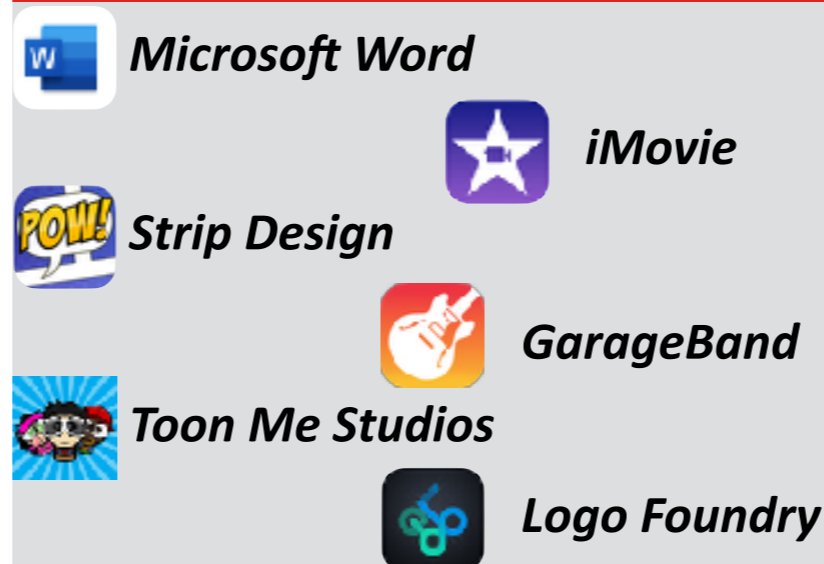 W
Microsoft Word
iMovie
POW!
Strip Design
GarageBand
Toon Me Studios
Logo Foundry